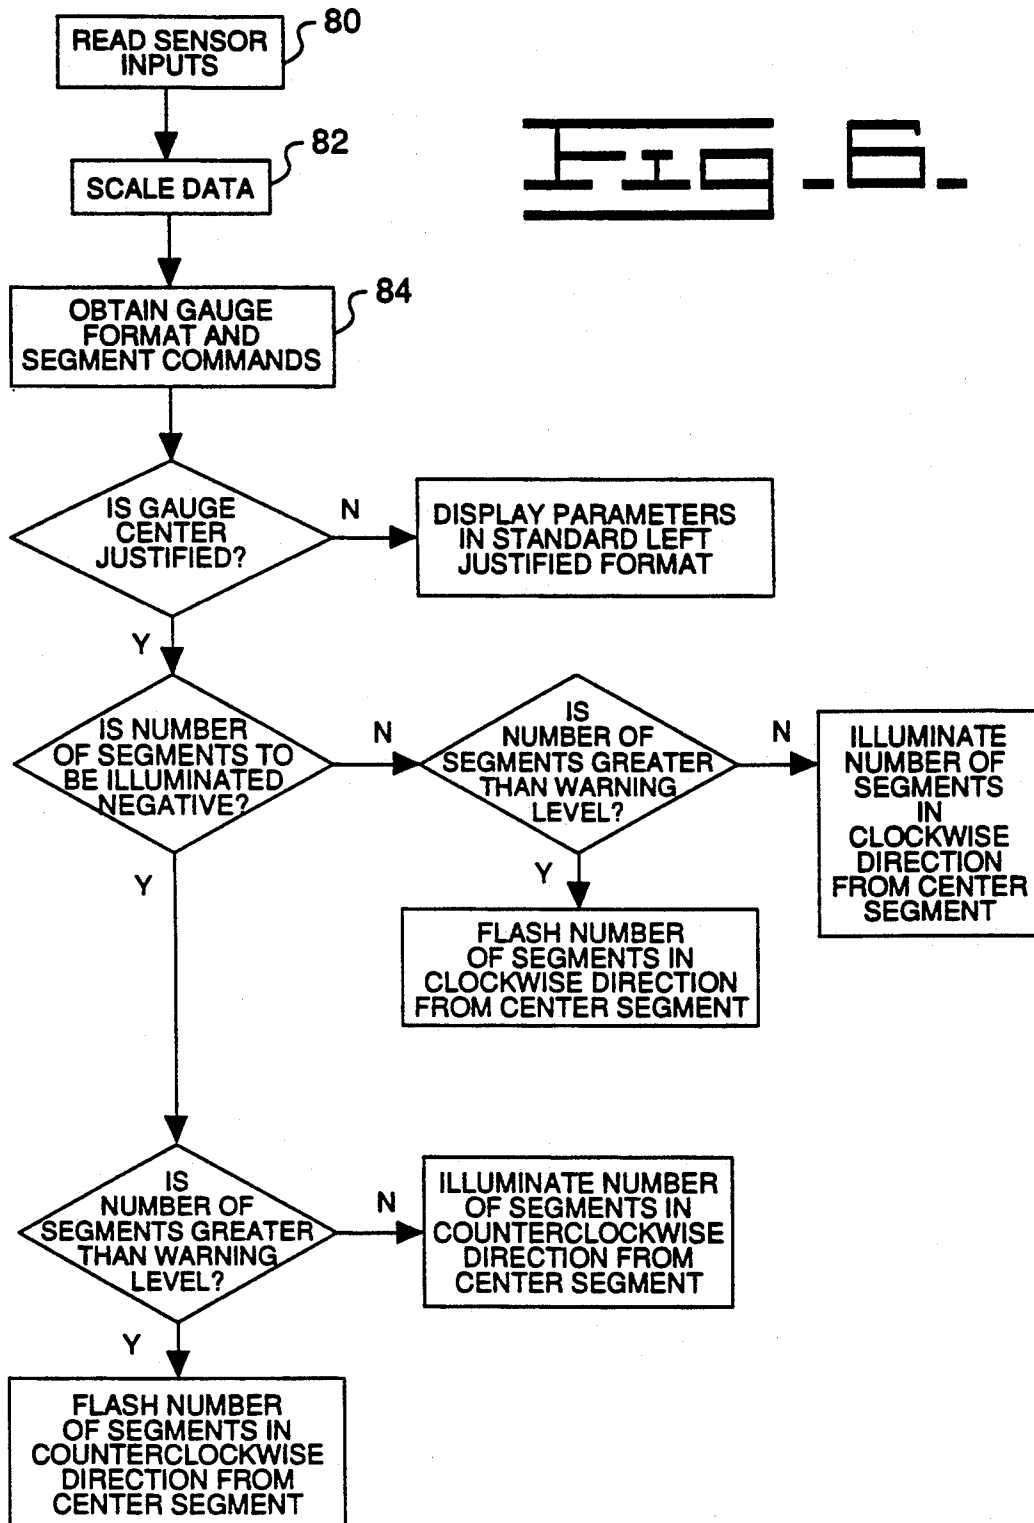 80
READ SENSOR
INPUTS
Fig_6_
82
SCALE DATA
84
OBTAIN GAUGE
FORMAT AND
SEGMENT COMMANDS
IS GAUGE
CENTER
JUSTIFIED?
N
DISPLAY PARAMETERS
IN STANDARD LEFT
JUSTIFIED FORMAT
Y
IS NUMBER
OF SEGMENTS TO
BE ILLUMINATED
NEGATIVE?
N
IS
NUMBER OF
SEGMENTS GREATER
THAN WARNING
LEVEL?
N
ILLUMINATE
NUMBER OF
SEGMENTS
IN
CLOCKWISE
DIRECTION
FROM CENTER
SEGMENT
Y
FLASH NUMBER
OF SEGMENTS IN
CLOCKWISE DIRECTION
FROM CENTER SEGMENT
Y
IS
NUMBER OF
SEGMENTS GREATER
THAN WARNING
LEVEL?
N
ILLUMINATE NUMBER
OF SEGMENTS IN
COUNTERCLOCKWISE
DIRECTION FROM
CENTER SEGMENT
Y
FLASH NUMBER
OF SEGMENTS IN
COUNTERCLOCKWISE
DIRECTION FROM
CENTER SEGMENT